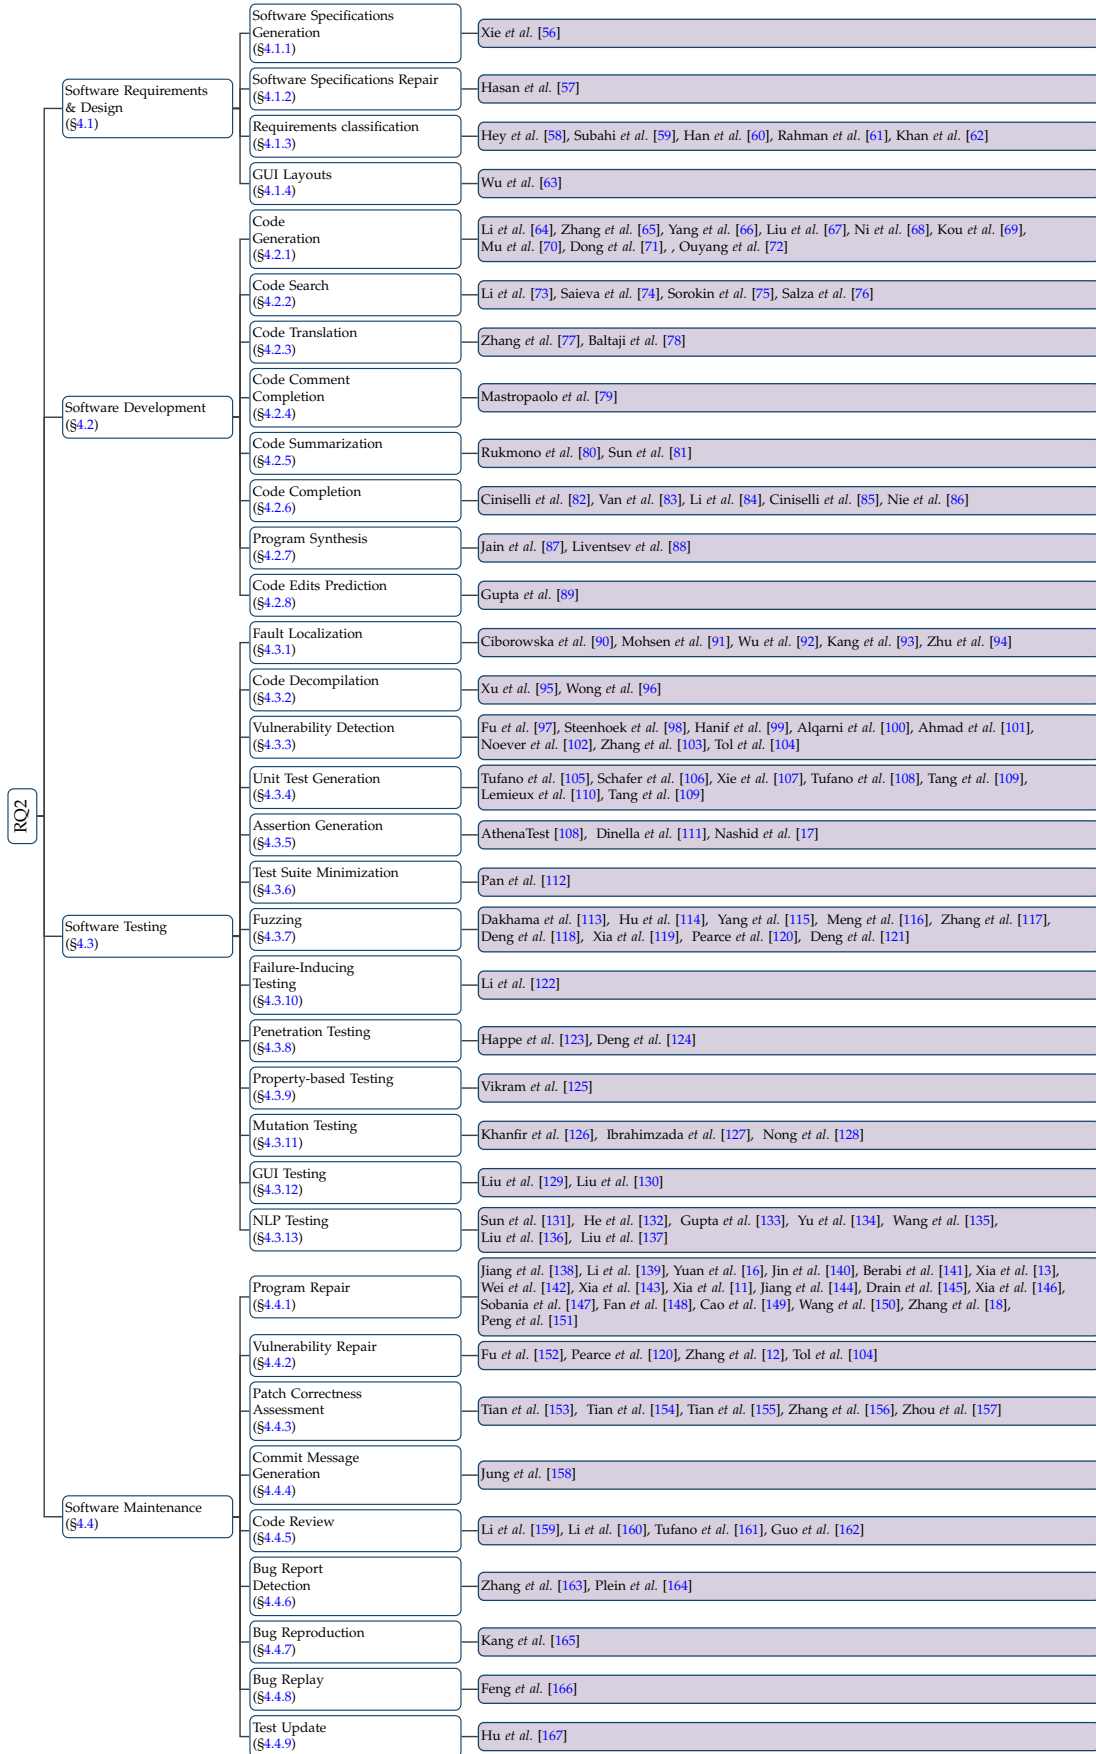 RQ2
Software Requirements
& Design
(§4.1)
Software Specifications
Generation
(§4.1.1)
Xie et al. [56]
Software Specifications Repair
(§4.1.2)
Hasan et al. [57]
Requirements classification
(§4.1.3)
Hey et al. [58], Subahi et al. [59], Han et al. [60], Rahman et al. [61], Khan et al. [62]
GUI Layouts
(§4.1.4)
Wu et al. [63]
Software Development
(§4.2)
Code
Generation
(§4.2.1)
Li et al. [64], Zhang et al. [65], Yang et al. [66], Liu et al. [67], Ni et al. [68], Kou et al. [69],
Mu et al. [70], Dong et al. [71], , Ouyang et al. [72]
Code Search
(§4.2.2)
Li et al. [73], Saieva et al. [74], Sorokin et al. [75], Salza et al. [76]
Code Translation
(§4.2.3)
Zhang et al. [77], Baltaji et al. [78]
Code Comment
Completion
(§4.2.4)
Mastropaolo et al. [79]
Code Summarization
(§4.2.5)
Rukmono et al. [80], Sun et al. [81]
Code Completion
(§4.2.6)
Ciniselli et al. [82], Van et al. [83], Li et al. [84], Ciniselli et al. [85], Nie et al. [86]
Program Synthesis
(§4.2.7)
Jain et al. [87], Liventsev et al. [88]
Code Edits Prediction
(§4.2.8)
Gupta et al. [89]
Software Testing
(§4.3)
Fault Localization
(§4.3.1)
Ciborowska et al. [90], Mohsen et al. [91], Wu et al. [92], Kang et al. [93], Zhu et al. [94]
Code Decompilation
(§4.3.2)
Xu et al. [95], Wong et al. [96]
Vulnerability Detection
(§4.3.3)
Fu et al. [97], Steenhoek et al. [98], Hanif et al. [99], Alqarni et al. [100], Ahmad et al. [101],
Noever et al. [102], Zhang et al. [103], Tol et al. [104]
Unit Test Generation
(§4.3.4)
Tufano et al. [105], Schafer et al. [106], Xie et al. [107], Tufano et al. [108], Tang et al. [109],
Lemieux et al. [110], Tang et al. [109]
Assertion Generation
(§4.3.5)
AthenaTest [108], Dinella et al. [111], Nashid et al. [17]
Test Suite Minimization
(§4.3.6)
Pan et al. [112]
Fuzzing
(§4.3.7)
Dakhama et al. [113], Hu et al. [114], Yang et al. [115], Meng et al. [116], Zhang et al. [117],
Deng et al. [118], Xia et al. [119], Pearce et al. [120], Deng et al. [121]
Failure-Inducing
Testing
(§4.3.10)
Li et al. [122]
Penetration Testing
(§4.3.8)
Happe et al. [123], Deng et al. [124]
Property-based Testing
(§4.3.9)
Vikram et al. [125]
Mutation Testing
(§4.3.11)
Khanfir et al. [126], Ibrahimzada et al. [127], Nong et al. [128]
GUI Testing
(§4.3.12)
Liu et al. [129], Liu et al. [130]
NLP Testing
(§4.3.13)
Sun et al. [131], He et al. [132], Gupta et al. [133], Yu et al. [134], Wang et al. [135],
Liu et al. [136], Liu et al. [137]
Software Maintenance
(§4.4)
Program Repair
(§4.4.1)
Jiang et al. [138], Li et al. [139], Yuan et al. [16], Jin et al. [140], Berabi et al. [141], Xia et al. [13],
Wei et al. [142], Xia et al. [143], Xia et al. [11], Jiang et al. [144], Drain et al. [145], Xia et al. [146],
Sobania et al. [147], Fan et al. [148], Cao et al. [149], Wang et al. [150], Zhang et al. [18],
Peng et al. [151]
Vulnerability Repair
(§4.4.2)
Fu et al. [152], Pearce et al. [120], Zhang et al. [12], Tol et al. [104]
Patch Correctness
Assessment
(§4.4.3)
Tian et al. [153], Tian et al. [154], Tian et al. [155], Zhang et al. [156], Zhou et al. [157]
Commit Message
Generation
(§4.4.4)
Jung et al. [158]
Code Review
(§4.4.5)
Li et al. [159], Li et al. [160], Tufano et al. [161], Guo et al. [162]
Bug Report
Detection
(§4.4.6)
Zhang et al. [163], Plein et al. [164]
Bug Reproduction
(§4.4.7)
Kang et al. [165]
Bug Replay
(§4.4.8)
Feng et al. [166]
Test Update
(§4.4.9)
Hu et al. [167]